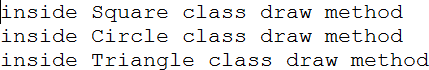 inside Square class draw method
inside Circle class draw method
inside Triangle class draw method